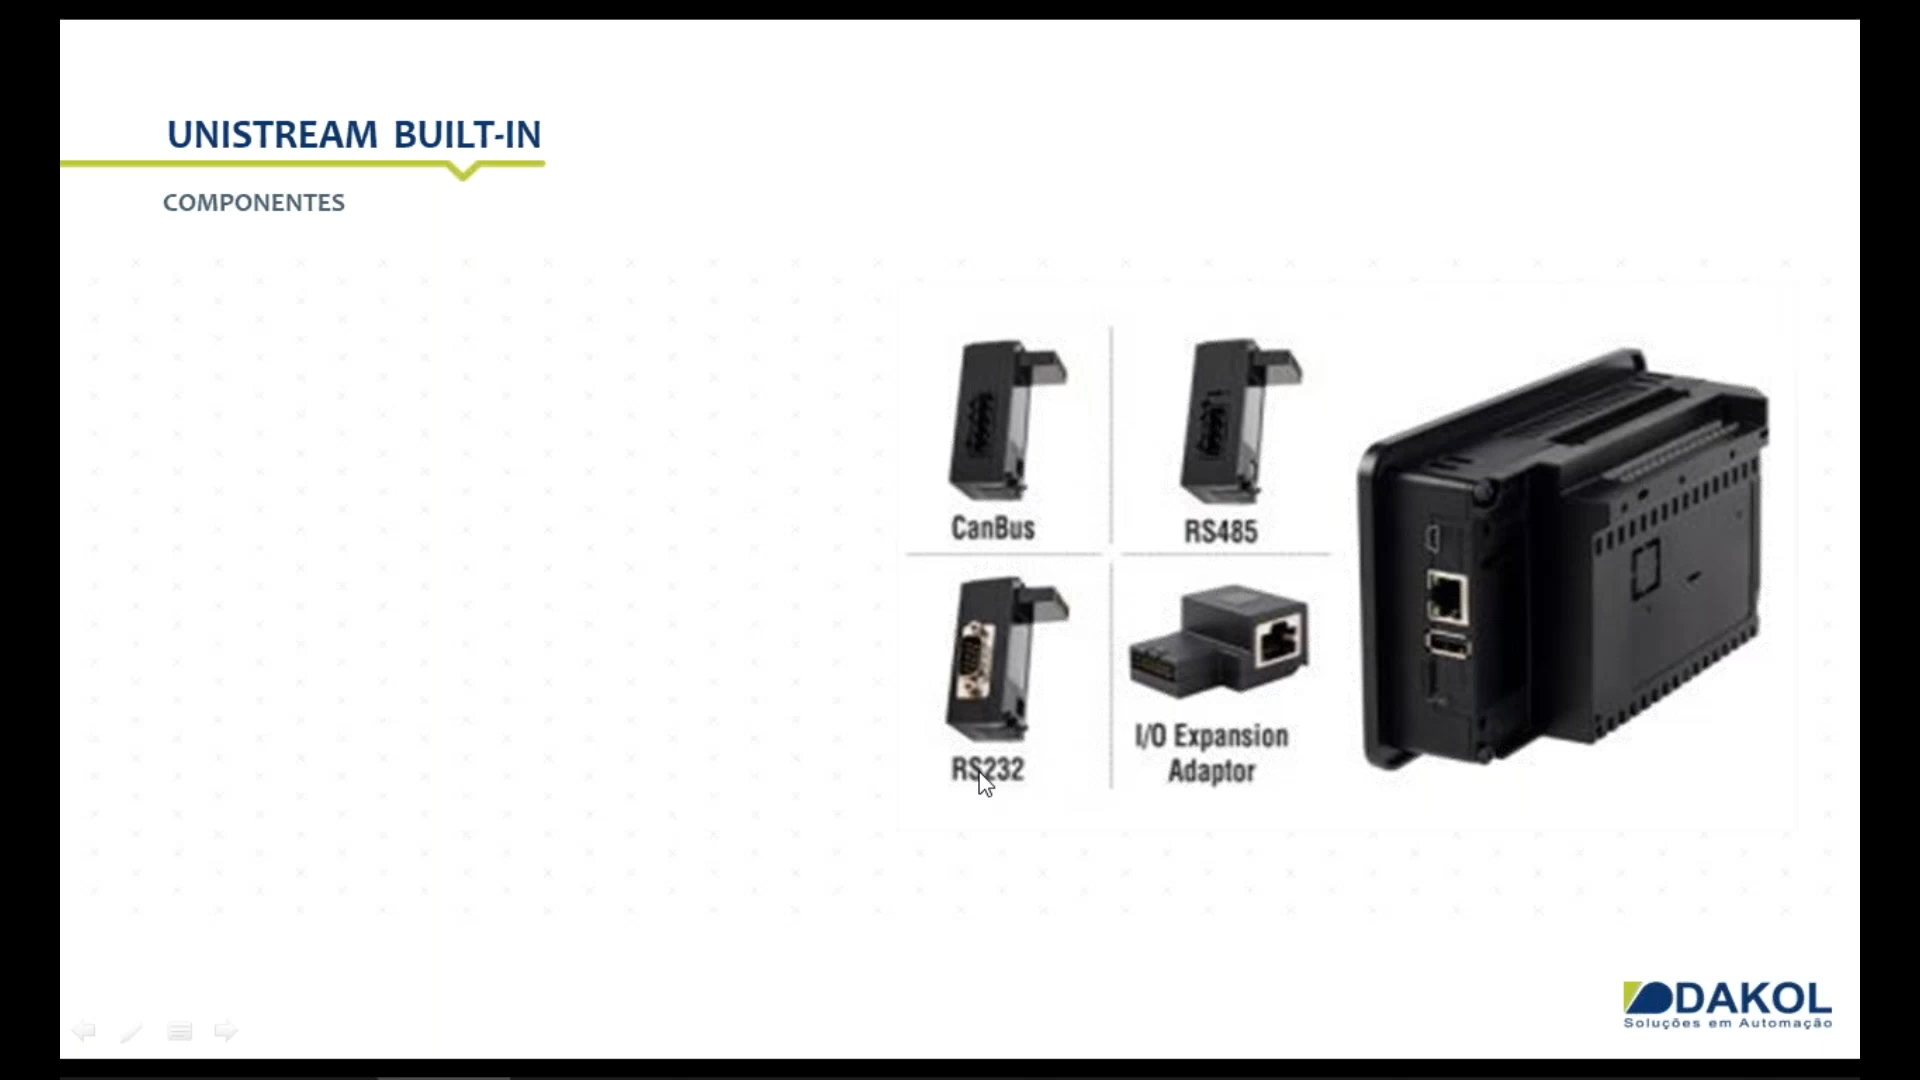 UNISTREAM BUILT-IN
COMPONENTES
CanBus
RS485
RS232
I/O Expansion
Adaptor
DAKOL
Soluções em Automação